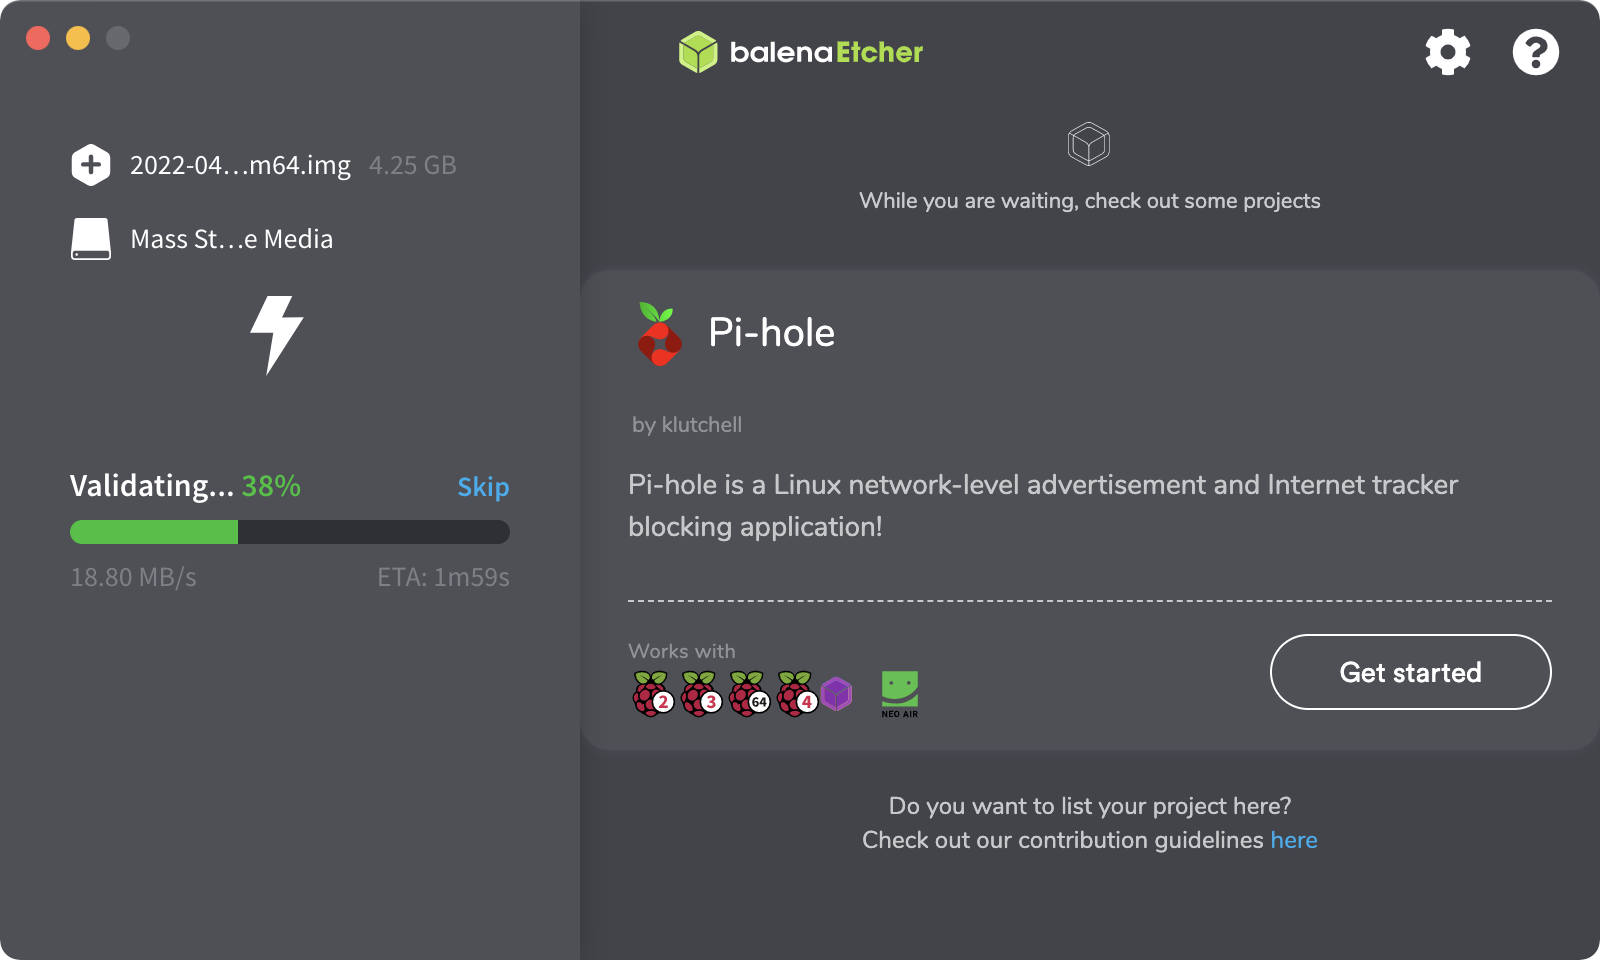 balenaEtcher
2022-04...m64.img 4.25 GB
Mass St...e Media
Validating... 38% Skip
18.80 MB/s ETA: 1m59s
While you are waiting, check out some projects
Pi-hole
by klutchell
Pi-hole is a Linux network-level advertisement and Internet tracker
blocking application!
Works with
2 3 64 4 NEO AIR
Get started
Do you want to list your project here?
Check out our contribution guidelines here